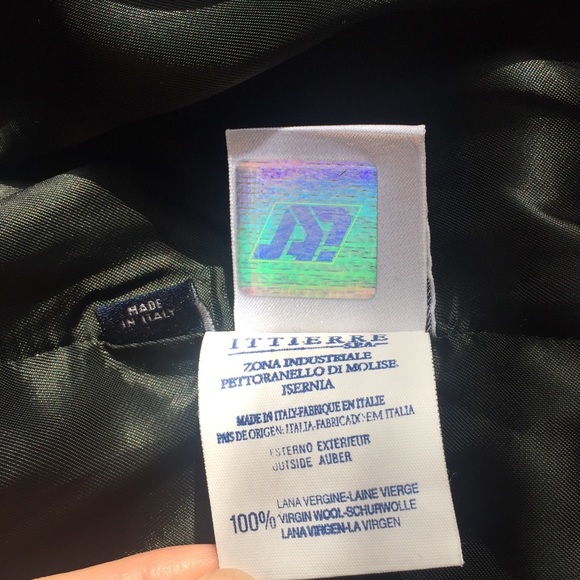 MADE
IN ITALY
ITTIERRE
S.P.A.
ZONA INDUSTRIALE
PETTORANELLO DI MOLISE.
ISERNIA
MADE IN ITALY-FABRIQUE EN ITALIE
PAIS DE ORIGEN: ITALIA-FABRICADO EM ITALIA
ESTERNO EXTERIEUR
OUTSIDE AUBER
100%
LANA VERGINE-LAINE VIERGE
VIRGIN WOOL-SCHURWOLLE
LANA VIRGEN-LA VIRGEN